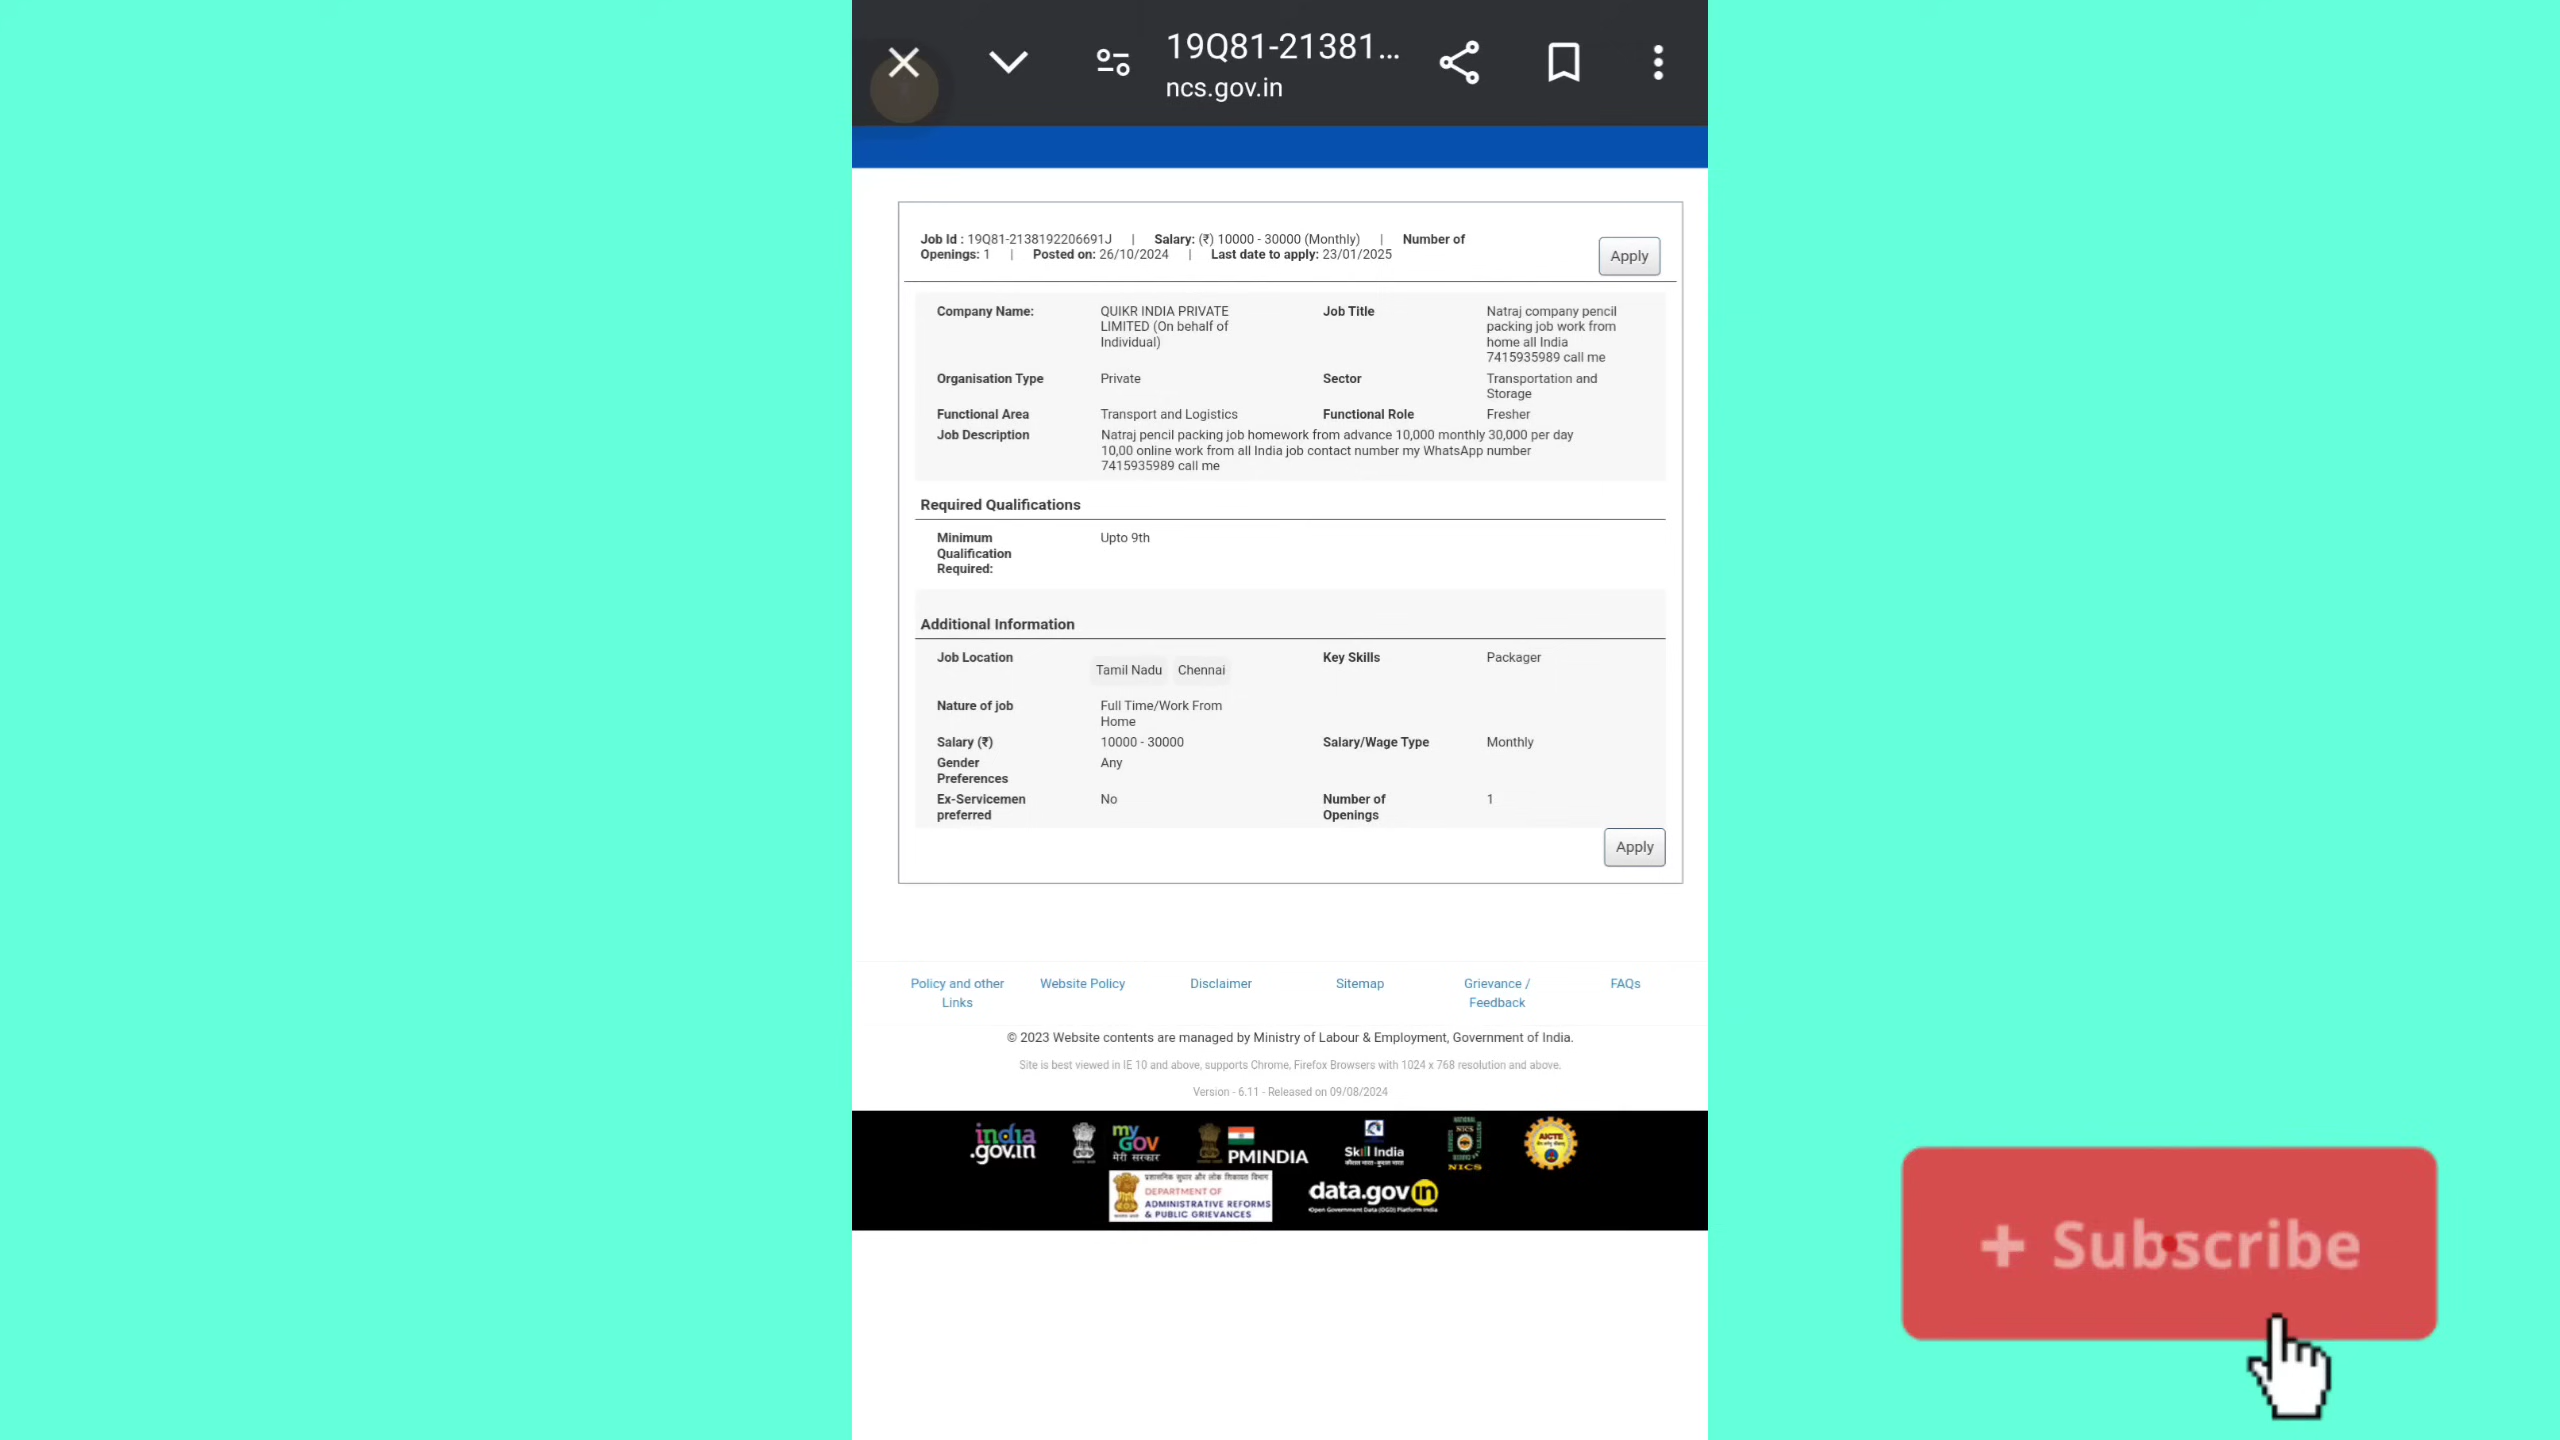 19Q81-21381...
ncs.gov.in
Job Id : 19Q81-2138192206691J | Salary: (₹) 10000 - 30000 (Monthly) | Number of
Openings: 1 | Posted on: 26/10/2024 | Last date to apply: 23/01/2025
Apply
Company Name: QUIKR INDIA PRIVATE LIMITED (On behalf of Individual)
Job Title Natraj company pencil packing job work from home all India 7415935989 call me
Organisation Type Private
Sector Transportation and Storage
Functional Area Transport and Logistics
Functional Role Fresher
Job Description Natraj pencil packing job homework from advance 10,000 monthly 30,000 per day
10,00 online work from all India job contact number my WhatsApp number
7415935989 call me
Required Qualifications
Minimum Qualification Required: Upto 9th
Additional Information
Job Location Tamil Nadu Chennai
Key Skills Packager
Nature of job Full Time/Work From Home
Salary (₹) 10000 - 30000
Salary/Wage Type Monthly
Gender Preferences Any
Ex-Servicemen preferred No
Number of Openings 1
Apply
Policy and other Links
Website Policy
Disclaimer
Sitemap
Grievance / Feedback
FAQs
© 2023 Website contents are managed by Ministry of Labour & Employment, Government of India.
Site is best viewed in IE 10 and above, supports Chrome, Firefox Browsers with 1024 x 768 resolution and above.
Version - 6.11 - Released on 09/08/2024
india
.gov.in
my
GOV
मेरी सरकार
PMINDIA
Skill India
NICS
AICTE
DEPARTMENT OF
ADMINISTRATIVE REFORMS
& PUBLIC GRIEVANCES
data.gov in
Open Government Data (OGD) Platform India
+ Subscribe